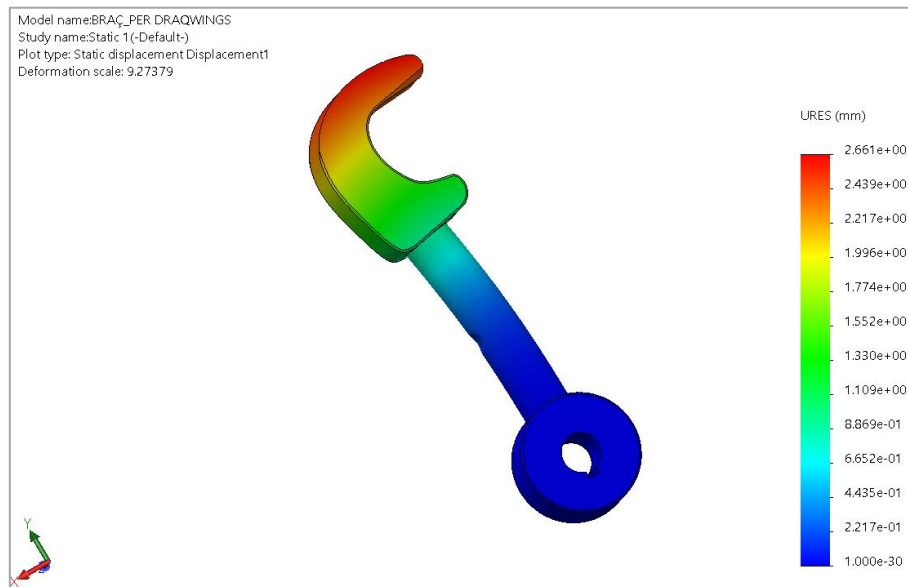 Model name:BRAÇ_PER DRAQWINGS
Study name:Static 1(-Default-)
Plot type: Static displacement Displacement1
Deformation scale: 9.27379
URES (mm)
2.661e+00
2.439e+00
2.217e+00
1.996e+00
1.774e+00
1.552e+00
1.330e+00
1.109e+00
8.869e-01
6.652e-01
4.435e-01
2.217e-01
1.000e-30
Y
X